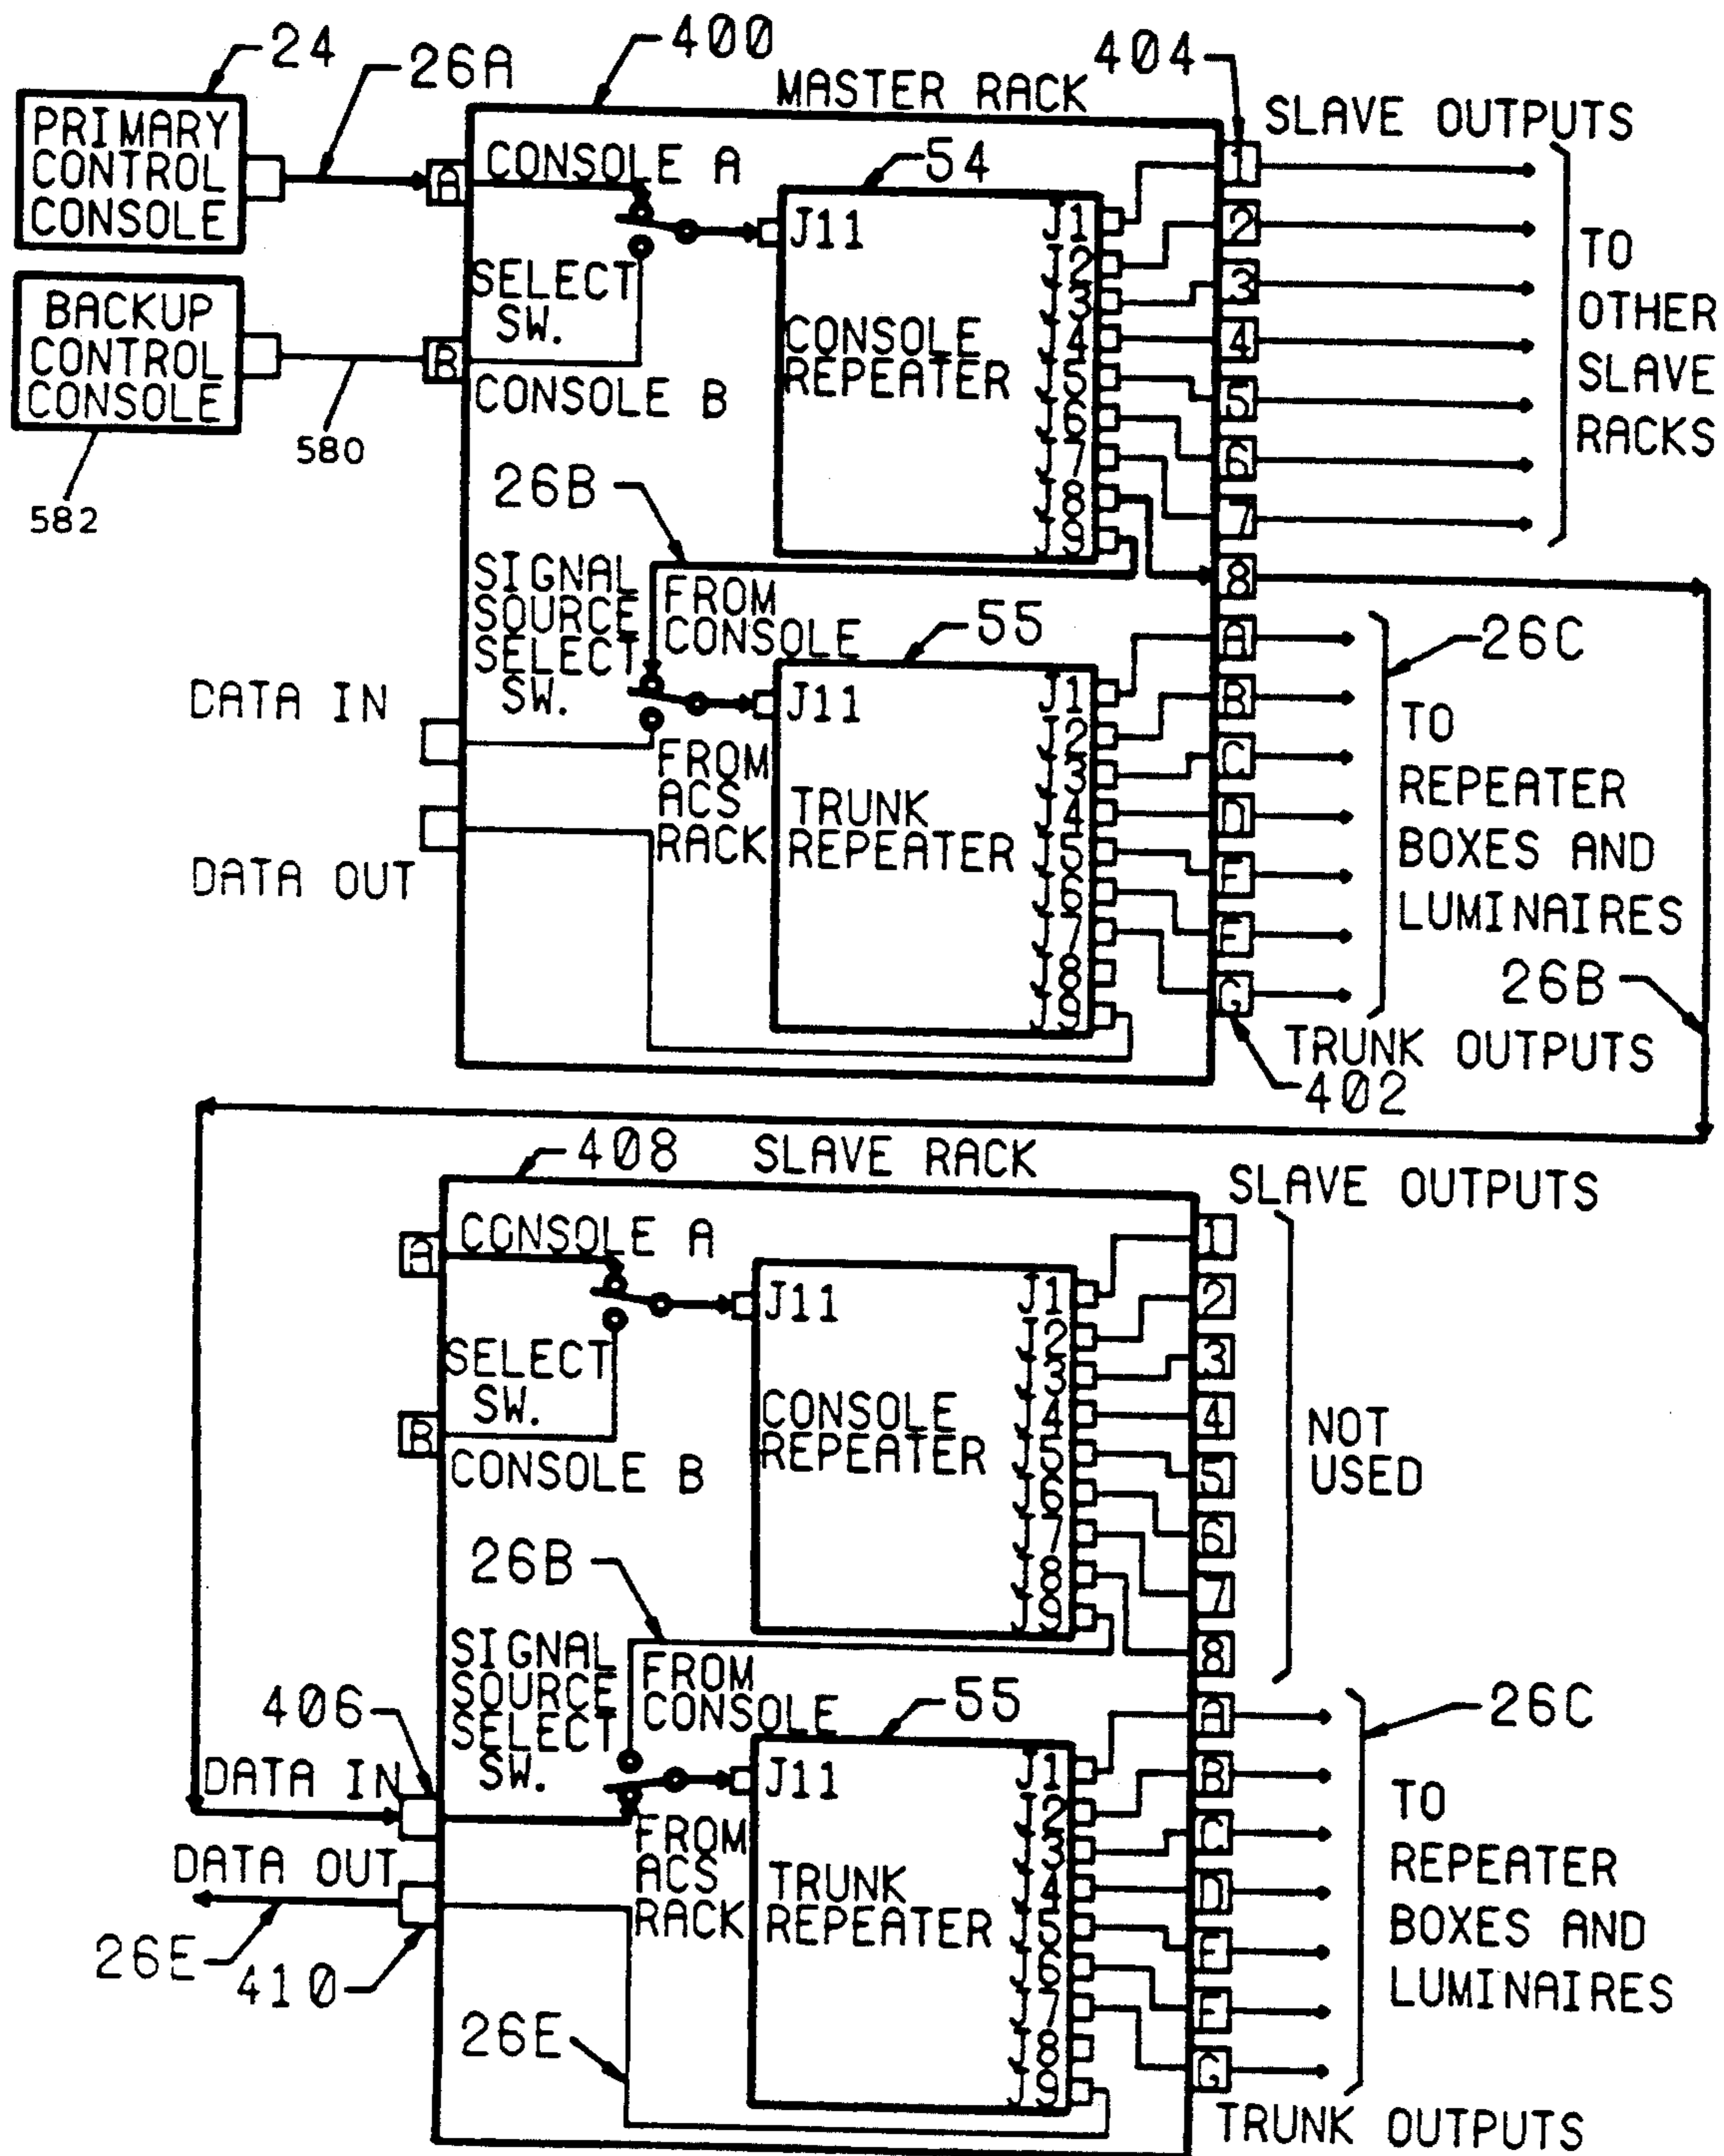 24
26A
400
404
MASTER RACK
SLAVE OUTPUTS
PRIMARY
CONTROL
CONSOLE
A
CONSOLE A
54
1
J11
J1
2
BACKUP
CONTROL
CONSOLE
SELECT
SW.
B
CONSOLE B
580
582
CONSOLE
REPEATER
J2
J3
J4
J5
J6
J7
J8
J9
3
4
5
6
7
8
TO
OTHER
SLAVE
RACKS
26B
SIGNAL
SOURCE
SELECT
SW.
FROM
CONSOLE
55
DATA IN
DATA OUT
FROM
ACS
RACK
J11
TRUNK
REPEATER
J1
J2
J3
J4
J5
J6
J7
J8
J9
A
B
C
D
E
F
G
26C
TO
REPEATER
BOXES AND
LUMINAIRES
26B
TRUNK OUTPUTS
402
408
SLAVE RACK
SLAVE OUTPUTS
A
CONSOLE A
SELECT
SW.
B
CONSOLE B
J11
CONSOLE
REPEATER
J1
J2
J3
J4
J5
J6
J7
J8
J9
1
2
3
4
5
6
7
8
NOT
USED
26B
SIGNAL
SOURCE
SELECT
SW.
FROM
CONSOLE
55
406
DATA IN
DATA OUT
26E
410
26E
FROM
ACS
RACK
J11
TRUNK
REPEATER
J1
J2
J3
J4
J5
J6
J7
J8
J9
A
B
C
D
E
F
G
26C
TO
REPEATER
BOXES AND
LUMINAIRES
TRUNK OUTPUTS